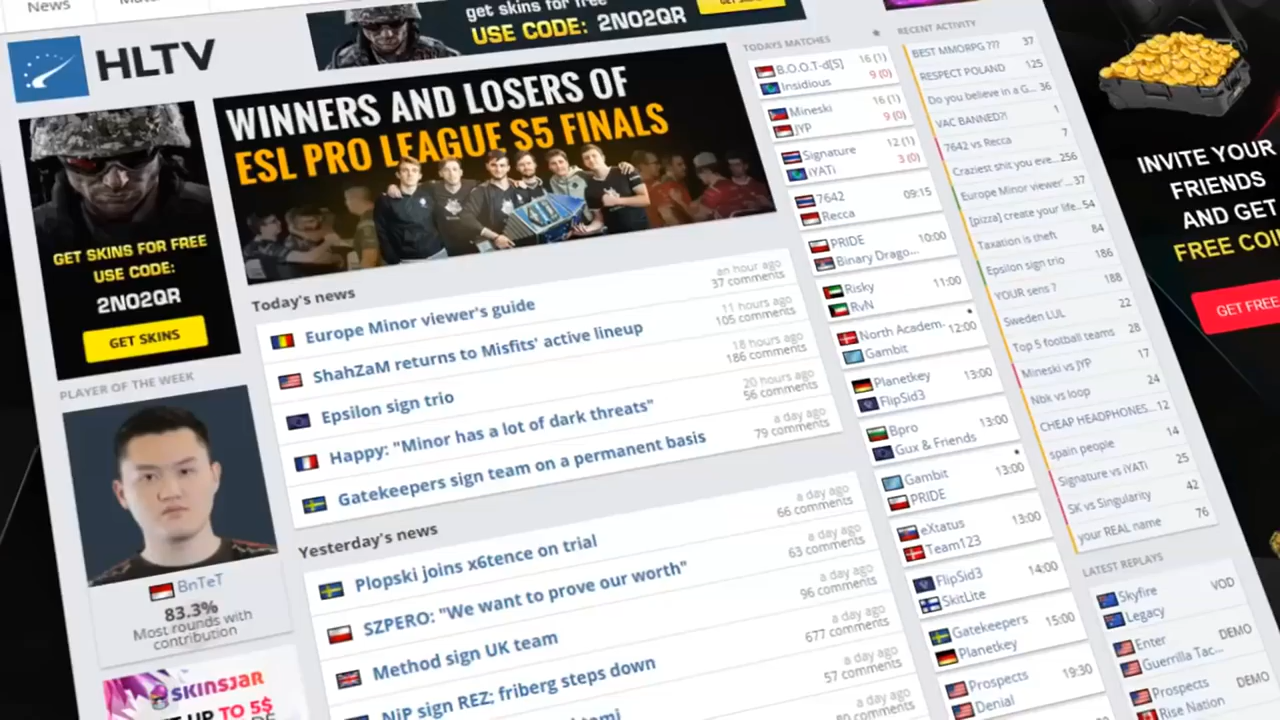 News
HLTV
get skins for free
USE CODE: 2NO2QR
GET SKINS FOR FREE
USE CODE:
2NO2QR
GET SKINS
PLAYER OF THE WEEK
BnTeT
83.3%
Most rounds with
contribution
SKINSJAR
UP TO 5$
WINNERS AND LOSERS OF
ESL PRO LEAGUE S5 FINALS
Today's news
Europe Minor viewer's guide
an hour ago
37 comments
ShahZaM returns to Misfits' active lineup
11 hours ago
105 comments
Epsilon sign trio
18 hours ago
186 comments
Happy: "Minor has a lot of dark threats"
20 hours ago
56 comments
Gatekeepers sign team on a permanent basis
a day ago
79 comments
Yesterday's news
Plopski joins x6tence on trial
a day ago
66 comments
SZPERO: "We want to prove our worth"
a day ago
63 comments
Method sign UK team
a day ago
96 comments
NiP sign REZ; friberg steps down
a day ago
677 comments
a day ago
57 comments
a day ago
TODAYS MATCHES
B.O.O.T-d[S] 16 (1)
Insidious 9 (0)
Mineski 16 (1)
JYP 9 (0)
Signature 12 (1)
iYATi 3 (0)
7642 09:15
Recca
PRIDE 10:00
Binary Drago...
Risky 11:00
RvN
North Academ.. 12:00
Gambit
Planetkey 13:00
FlipSid3
Bpro 13:00
Gux & Friends
Gambit 13:00
PRIDE
eXtatus 13:00
Team123
FlipSid3 14:00
SkitLite
Gatekeepers 15:00
Planetkey
Prospects 19:30
Denial
RECENT ACTIVITY
BEST MMORPG ??? 37
RESPECT POLAND 125
Do you believe in a G... 36
VAC BANNED?! 1
7642 vs Recca 7
Craziest shit you eve... 256
Europe Minor viewer'... 37
[pizza] create your life.. 54
Taxation is theft 84
Epsilon sign trio 186
YOUR sens ? 188
Sweden LUL 22
Top 5 football teams 28
Mineski vs JYP 17
Nbk vs loop 24
CHEAP HEADPHONES... 12
spain people 14
Signature vs iYATi 25
SK vs Singularity 42
your REAL name 76
LATEST REPLAYS
Skyfire VOD
Legacy
Enter DEMO
Guerrilla Tac...
Prospects DEMO
Rise Nation
INVITE YOUR
FRIENDS
AND GET
FREE
GET FREE